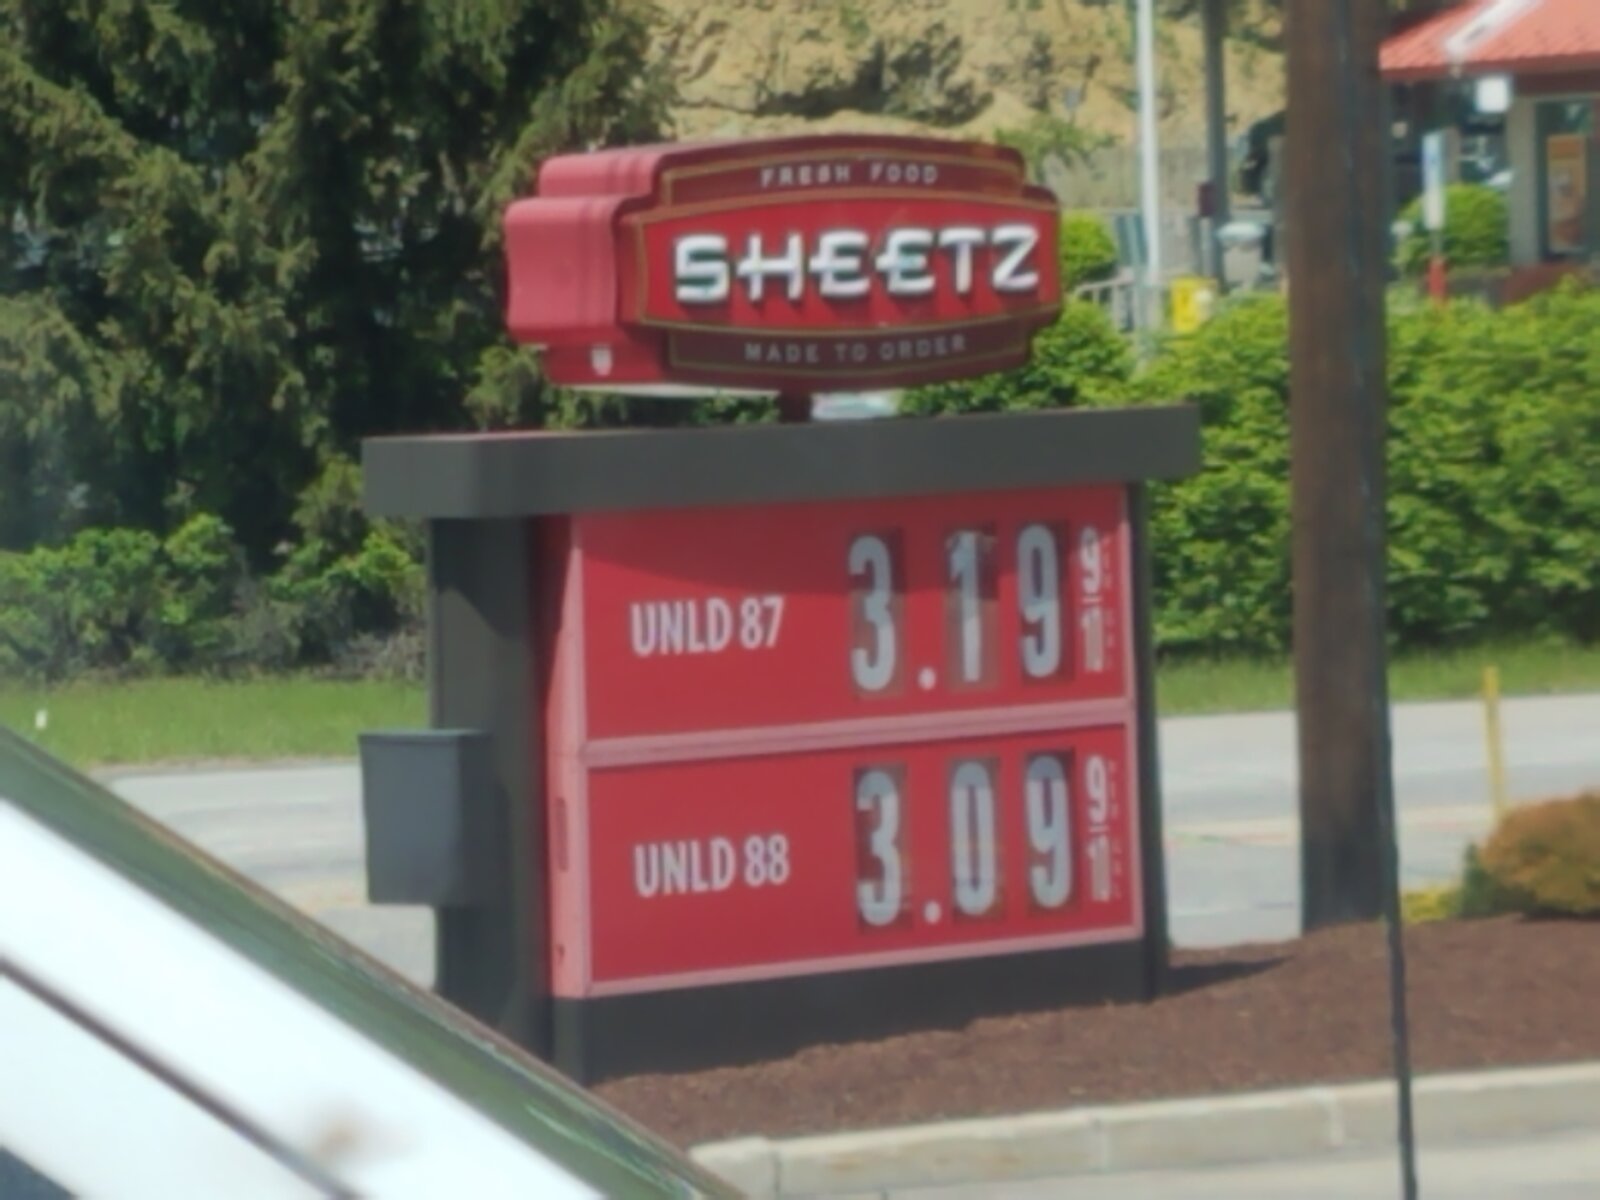 FRESH FOOD
SHEETZ
MADE TO ORDER
UNLD 87 3.19 9/10
UNLD 88 3.09 9/10